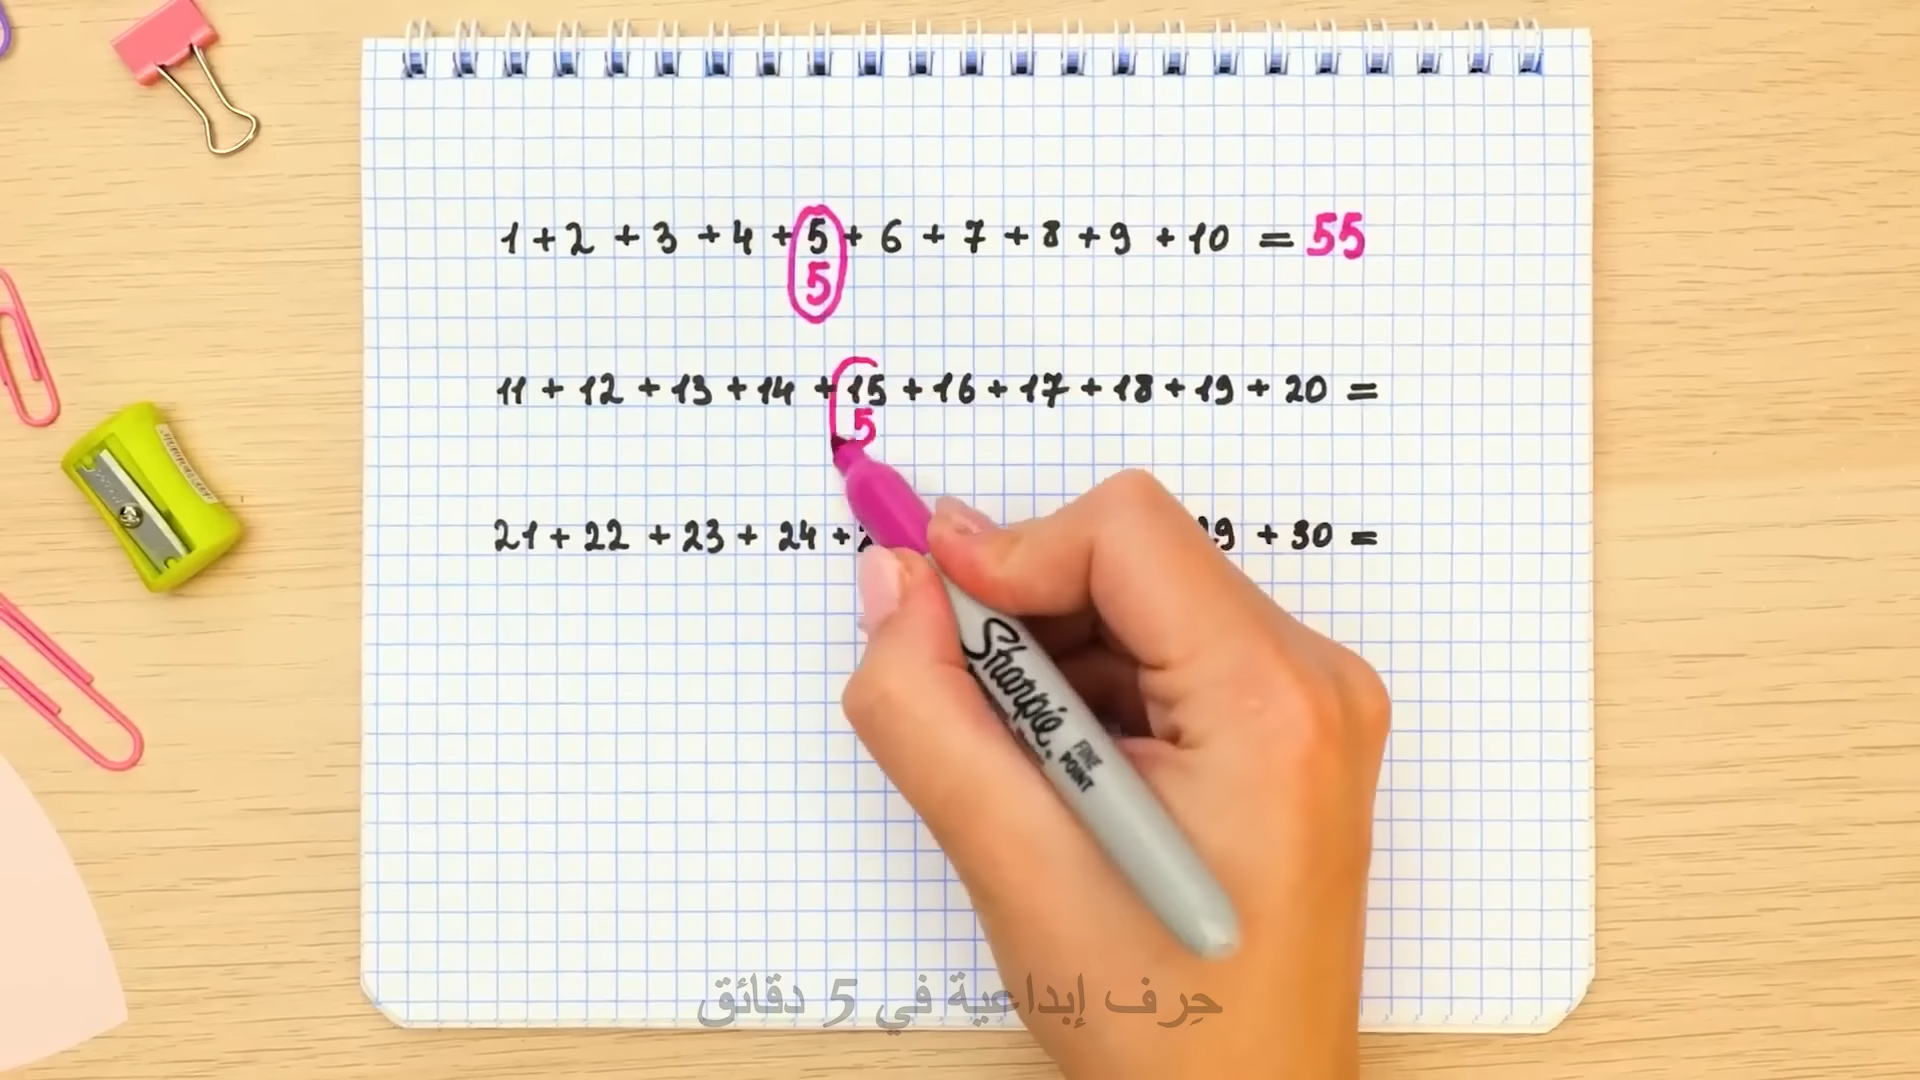 1 + 2 + 3 + 4 + 5 + 6 + 7 + 8 + 9 + 10 = 55
5
11 + 12 + 13 + 14 + 15 + 16 + 17 + 18 + 19 + 20 =
5
21 + 22 + 23 + 24 + 9 + 30 =
Sharpie.
FINE
POINT
حِرف إبداعية في 5 دقائق